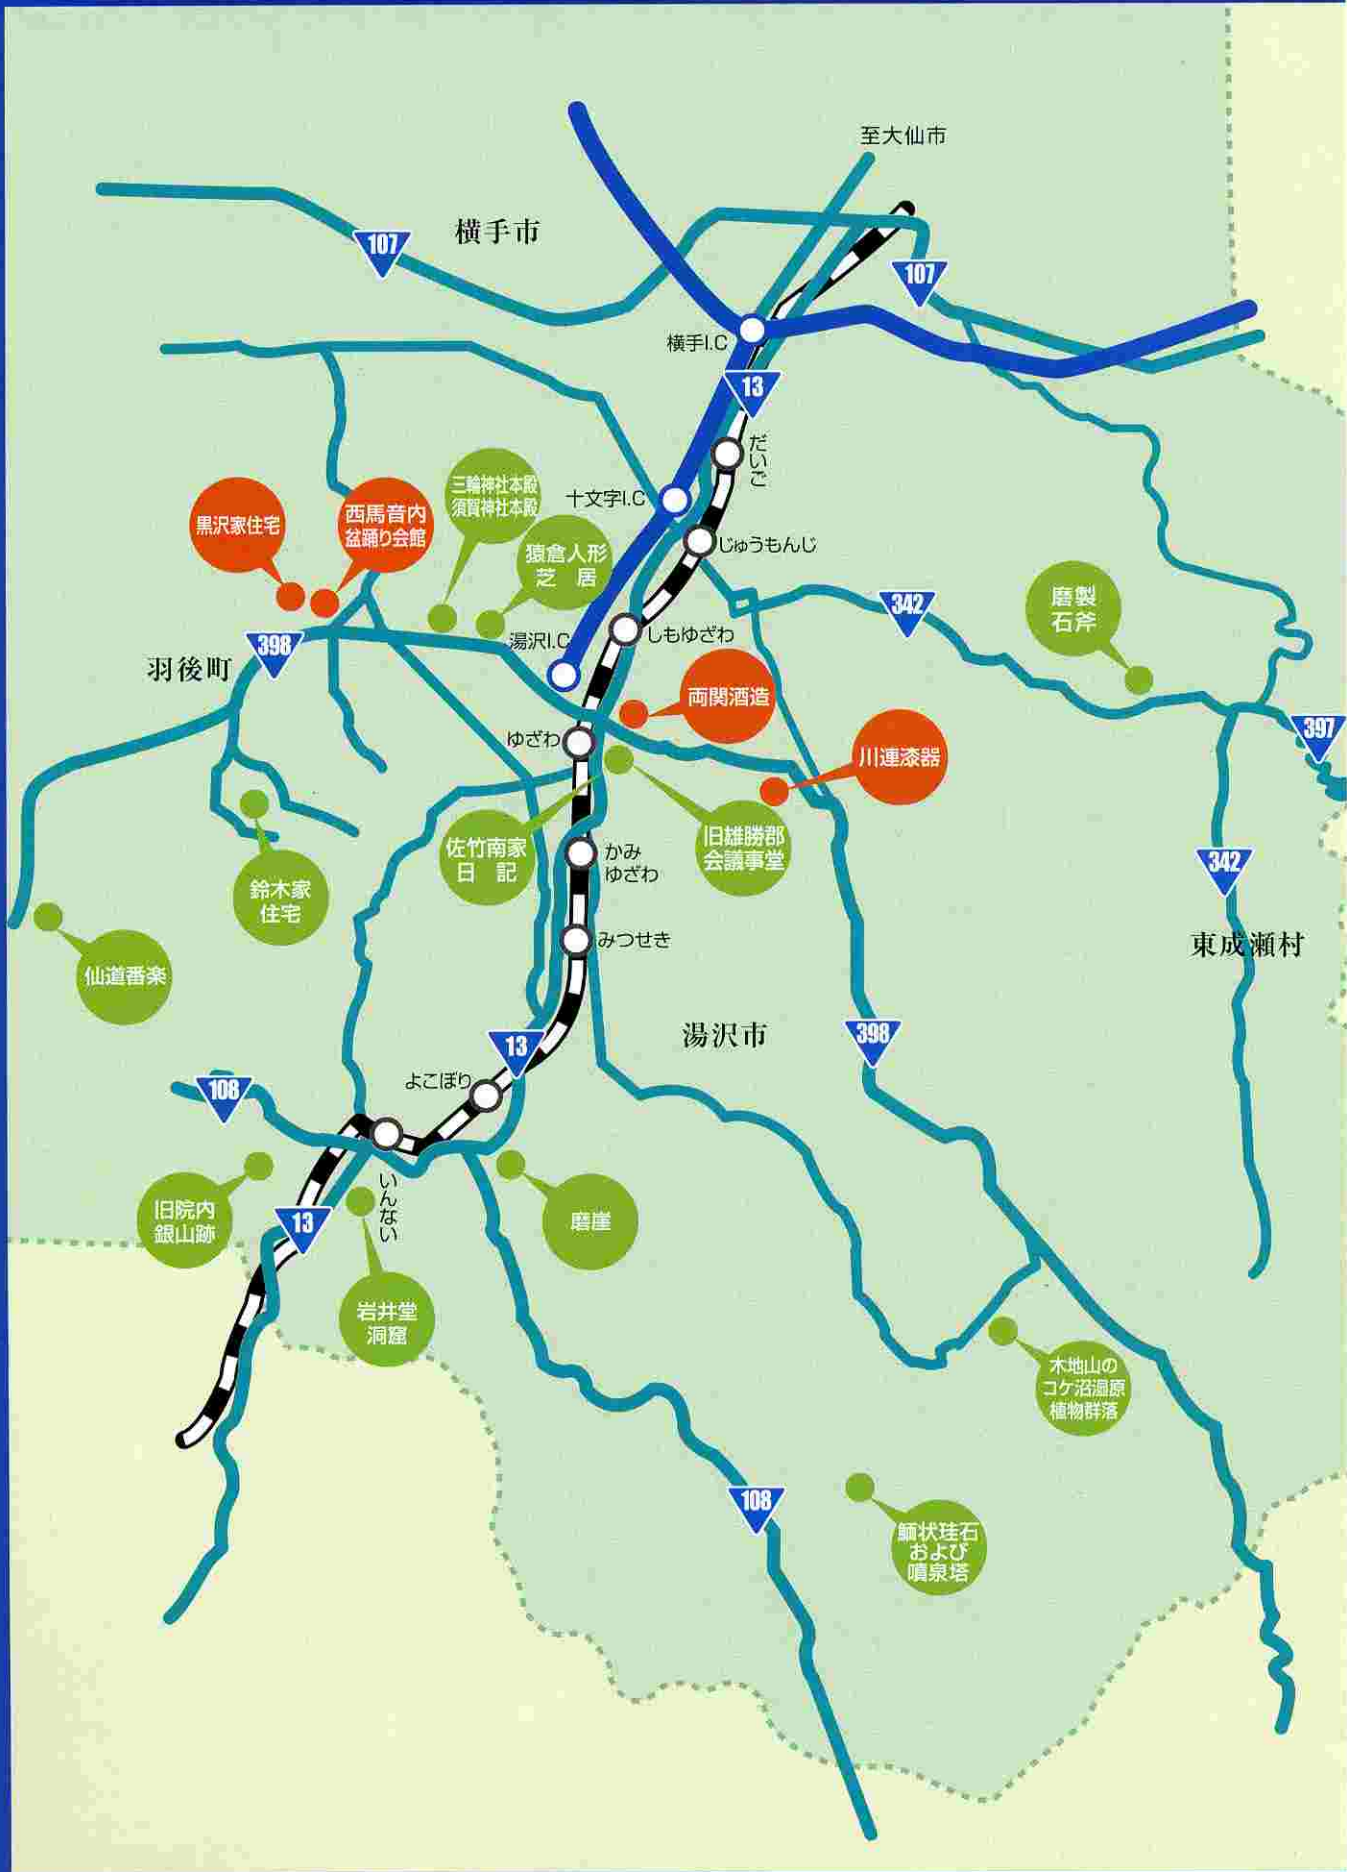 至大仙市
横手市
107
107
横手I.C
13
だいご
十文字I.C
三輪神社本殿
須賀神社本殿
黒沢家住宅
西馬音内
盆踊り会館
猿倉人形
芝　居
じゅうもんじ
342
磨製
石斧
398
湯沢I.C
しもゆざわ
羽後町
両関酒造
397
ゆざわ
川連漆器
佐竹南家
日　記
旧雄勝郡
会議事堂
かみ
ゆざわ
342
鈴木家
住宅
みつせき
東成瀬村
仙道番楽
湯沢市
398
13
よこぼり
108
いんない
旧院内
銀山跡
13
磨崖
岩井堂
洞窟
木地山の
コケ沼湿原
植物群落
108
鮞状珪石
および
噴泉塔